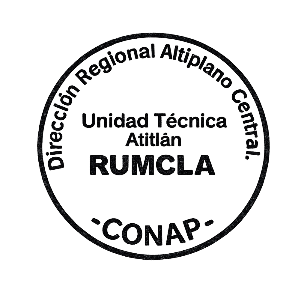 Dirección Regional Altiplano Central.
Unidad Técnica
Atitlán
RUMCLA
-CONAP-